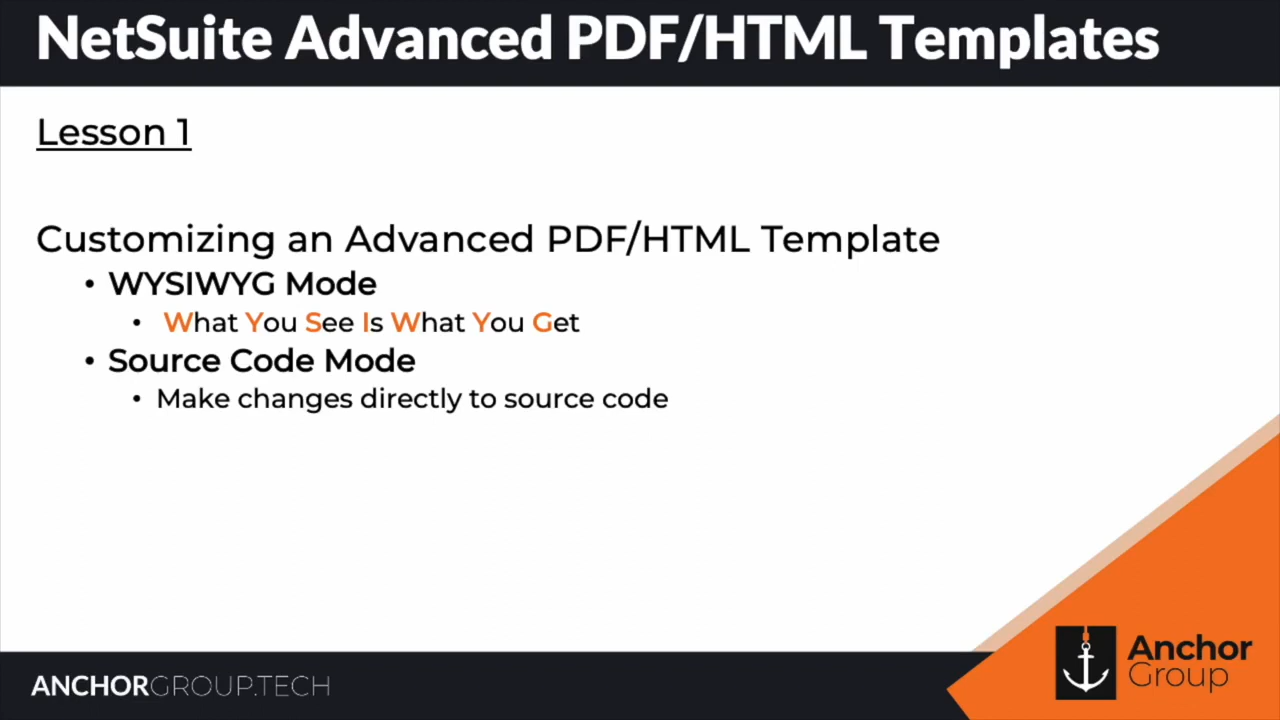 NetSuite Advanced PDF/HTML Templates
Lesson 1
Customizing an Advanced PDF/HTML Template
• WYSIWYG Mode
• What You See Is What You Get
• Source Code Mode
• Make changes directly to source code
ANCHORGROUP.TECH
Anchor
Group